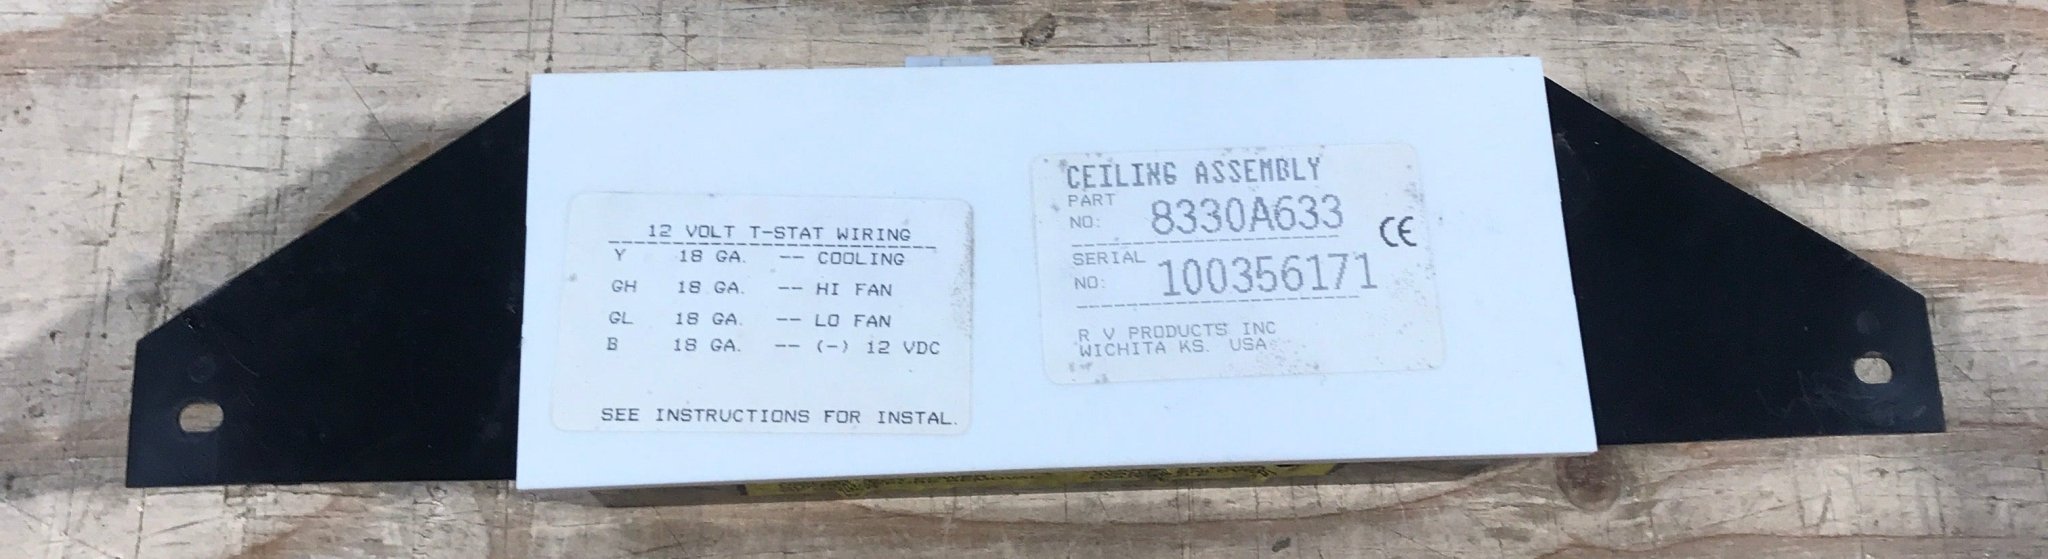 12 VOLT T-STAT WIRING
Y 18 GA. -- COOLING
GH 18 GA. -- HI FAN
GL 18 GA. -- LO FAN
B 18 GA. -- (-) 12 VDC
SEE INSTRUCTIONS FOR INSTAL.
CEILING ASSEMBLY
PART
NO: 8330A633
CE
SERIAL
NO: 100356171
R V PRODUCTS INC
WICHITA KS. USA